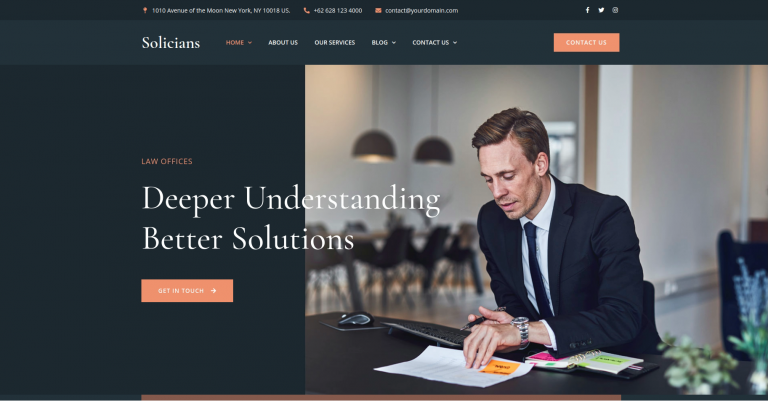 1010 Avenue of the Moon New York, NY 10018 US. +62 628 123 4000 contact@yourdomain.com
Solicians HOME ABOUT US OUR SERVICES BLOG CONTACT US CONTACT US
LAW OFFICES
Deeper Understanding
Better Solutions
GET IN TOUCH